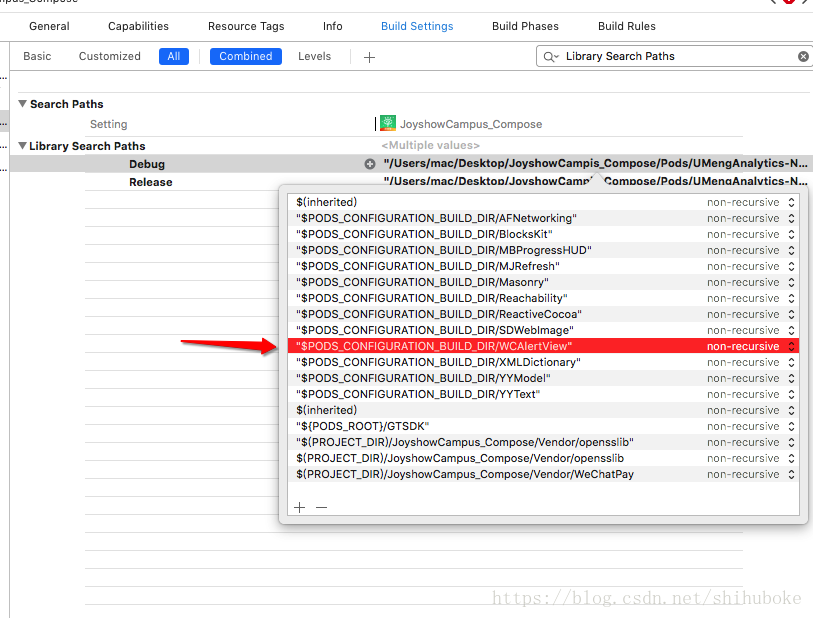 General Capabilities Resource Tags Info Build Settings Build Phases Build Rules
Basic Customized All Combined Levels + Library Search Paths
Search Paths
Setting JoyshowCampus_Compose
Library Search Paths <Multiple values>
Debug "/Users/mac/Desktop/JoyshowCampis_Compose/Pods/UMengAnalytics-N...
Release "/Users/mac/Desktop/JoyshowCampis_Compose/Pods/UMengAnalytics-N...
$(inherited) non-recursive
"$PODS_CONFIGURATION_BUILD_DIR/AFNetworking" non-recursive
"$PODS_CONFIGURATION_BUILD_DIR/BlocksKit" non-recursive
"$PODS_CONFIGURATION_BUILD_DIR/MBProgressHUD" non-recursive
"$PODS_CONFIGURATION_BUILD_DIR/MJRefresh" non-recursive
"$PODS_CONFIGURATION_BUILD_DIR/Masonry" non-recursive
"$PODS_CONFIGURATION_BUILD_DIR/Reachability" non-recursive
"$PODS_CONFIGURATION_BUILD_DIR/ReactiveCocoa" non-recursive
"$PODS_CONFIGURATION_BUILD_DIR/SDWebImage" non-recursive
"$PODS_CONFIGURATION_BUILD_DIR/WCAlertView" non-recursive
"$PODS_CONFIGURATION_BUILD_DIR/XMLDictionary" non-recursive
"$PODS_CONFIGURATION_BUILD_DIR/YYModel" non-recursive
"$PODS_CONFIGURATION_BUILD_DIR/YYText" non-recursive
$(inherited) non-recursive
"${PODS_ROOT}/GTSDK" non-recursive
"$(PROJECT_DIR)/JoyshowCampus_Compose/Vendor/opensslib" non-recursive
$(PROJECT_DIR)/JoyshowCampus_Compose/Vendor/opensslib non-recursive
$(PROJECT_DIR)/JoyshowCampus_Compose/Vendor/WeChatPay non-recursive
+ −
https://blog.csdn.net/shihuboke